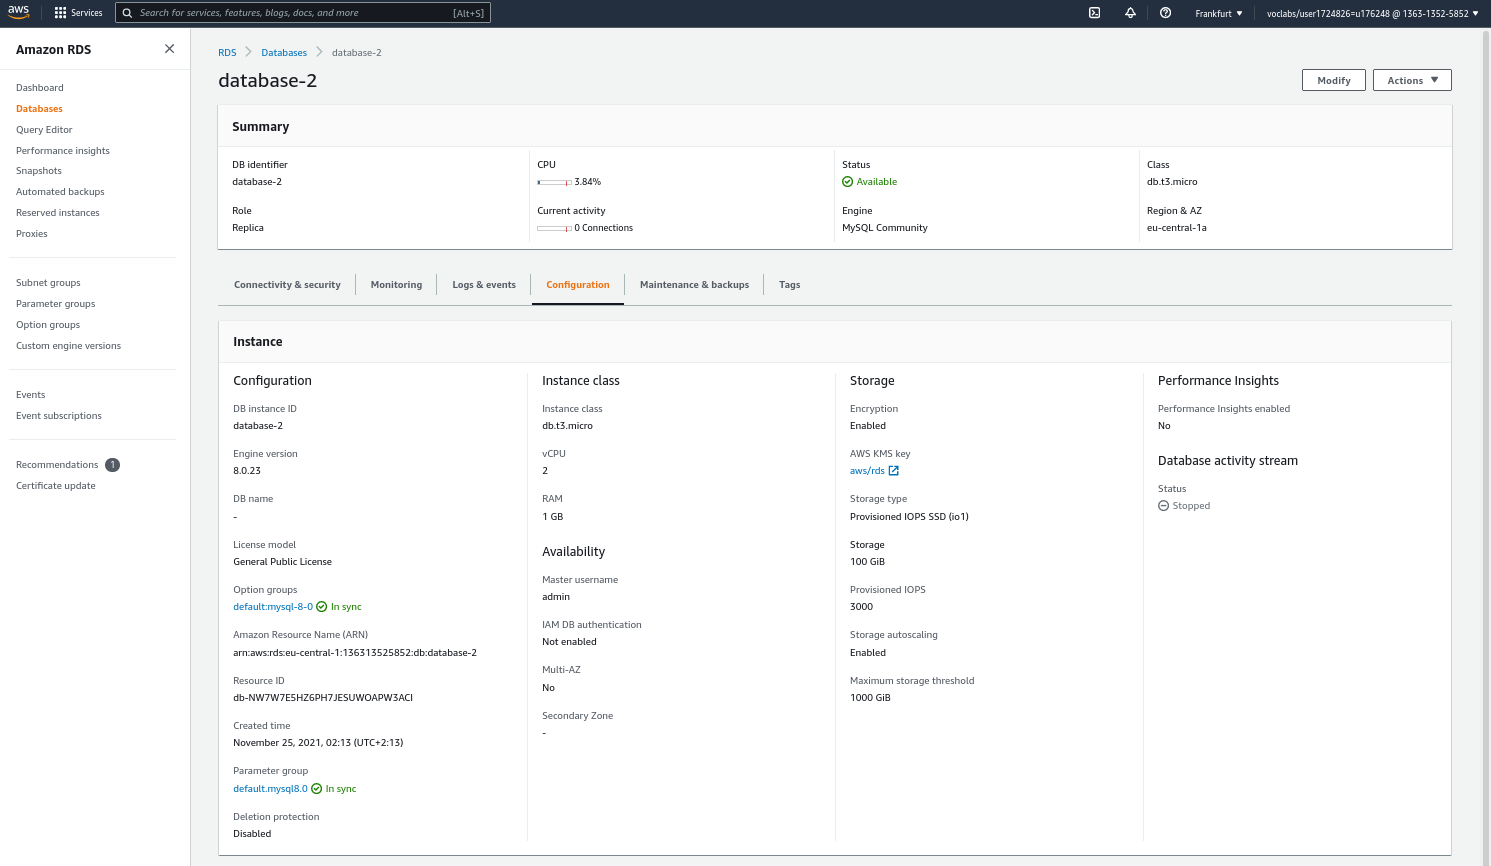 aws
Services
Search for services, features, blogs, docs, and more
[Alt+S]
Frankfurt
voclabs/user1724826=u176248 @ 1363-1352-5852
Amazon RDS
Dashboard
Databases
Query Editor
Performance insights
Snapshots
Automated backups
Reserved instances
Proxies
Subnet groups
Parameter groups
Option groups
Custom engine versions
Events
Event subscriptions
Recommendations 1
Certificate update
RDS > Databases > database-2
database-2
Modify
Actions
Summary
DB identifier
database-2
CPU
3.84%
Status
Available
Class
db.t3.micro
Role
Replica
Current activity
0 Connections
Engine
MySQL Community
Region & AZ
eu-central-1a
Connectivity & security
Monitoring
Logs & events
Configuration
Maintenance & backups
Tags
Instance
Configuration
DB instance ID
database-2
Engine version
8.0.23
DB name
-
License model
General Public License
Option groups
default:mysql-8-0 In sync
Amazon Resource Name (ARN)
arn:aws:rds:eu-central-1:136313525852:db:database-2
Resource ID
db-NW7W7E5HZ6PH7JESUWOAPW3ACI
Created time
November 25, 2021, 02:13 (UTC+2:13)
Parameter group
default.mysql8.0 In sync
Deletion protection
Disabled
Instance class
Instance class
db.t3.micro
vCPU
2
RAM
1 GB
Availability
Master username
admin
IAM DB authentication
Not enabled
Multi-AZ
No
Secondary Zone
-
Storage
Encryption
Enabled
AWS KMS key
aws/rds
Storage type
Provisioned IOPS SSD (io1)
Storage
100 GiB
Provisioned IOPS
3000
Storage autoscaling
Enabled
Maximum storage threshold
1000 GiB
Performance Insights
Performance Insights enabled
No
Database activity stream
Status
Stopped